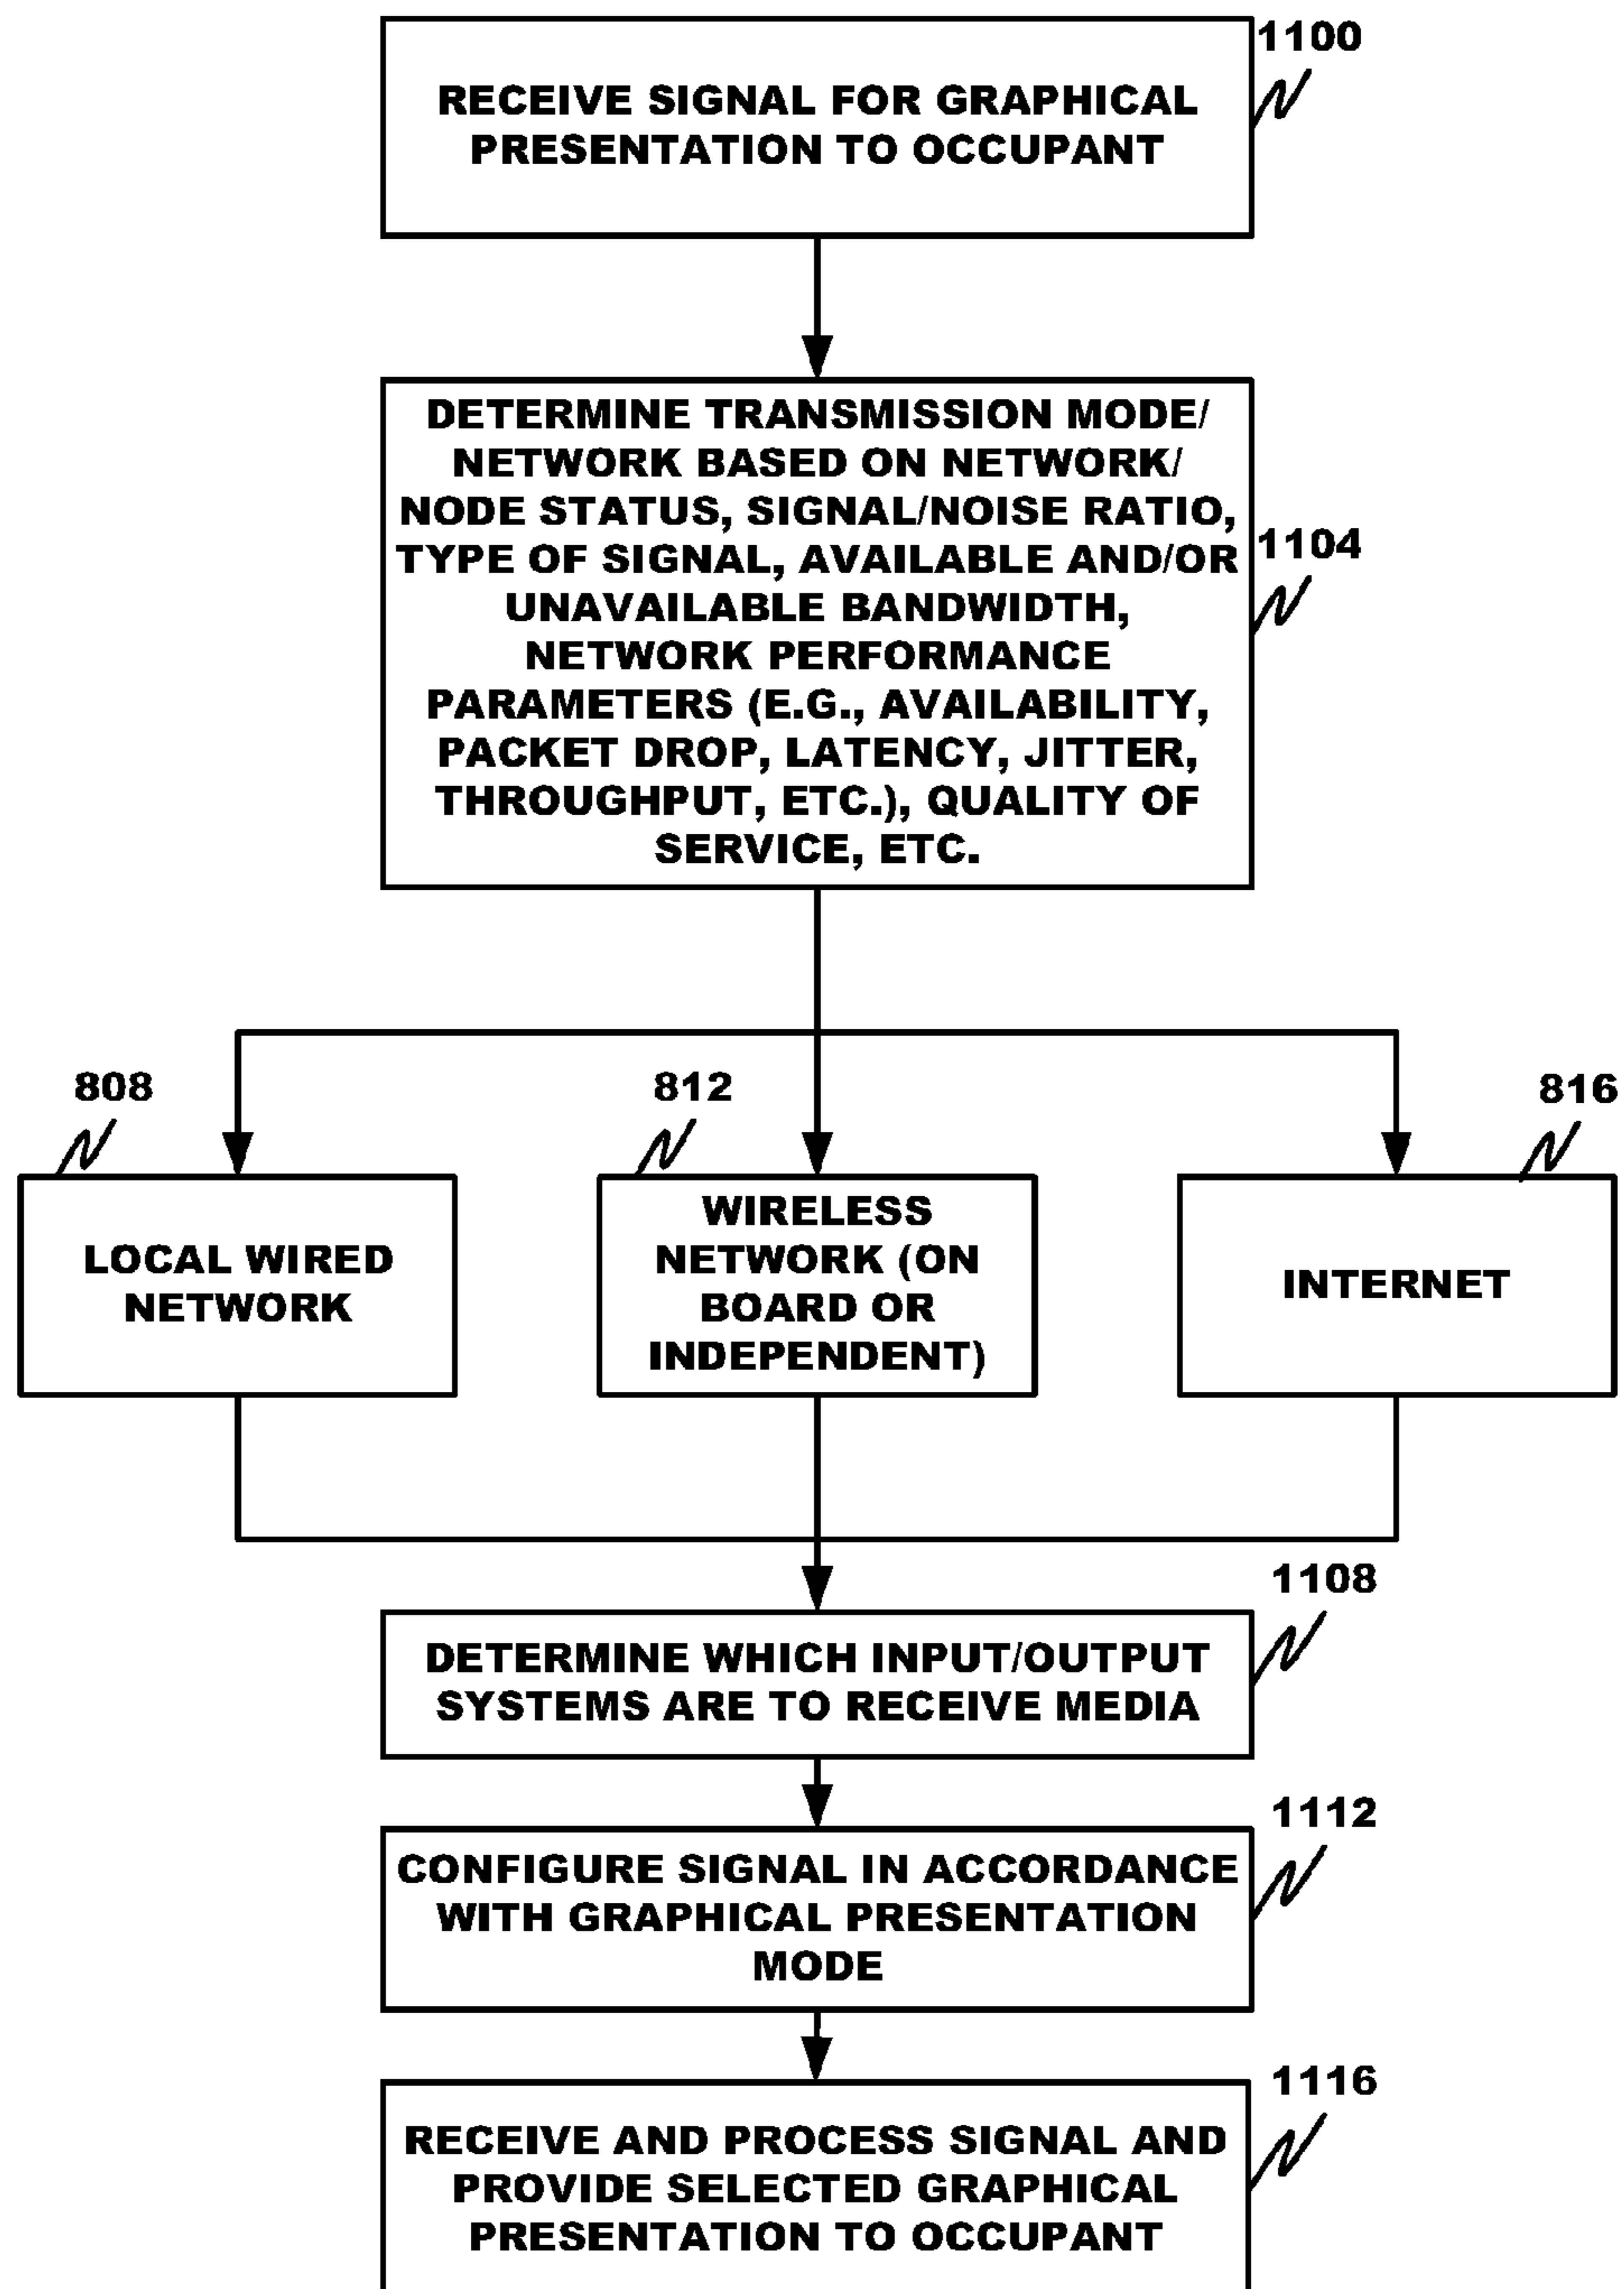 1100
RECEIVE SIGNAL FOR GRAPHICAL
PRESENTATION TO OCCUPANT
DETERMINE TRANSMISSION MODE/
NETWORK BASED ON NETWORK/
NODE STATUS, SIGNAL/NOISE RATIO,
TYPE OF SIGNAL, AVAILABLE AND/OR
UNAVAILABLE BANDWIDTH,
NETWORK PERFORMANCE
PARAMETERS (E.G., AVAILABILITY,
PACKET DROP, LATENCY, JITTER,
THROUGHPUT, ETC.), QUALITY OF
SERVICE, ETC.
1104
808
LOCAL WIRED
NETWORK
812
WIRELESS
NETWORK (ON
BOARD OR
INDEPENDENT)
816
INTERNET
1108
DETERMINE WHICH INPUT/OUTPUT
SYSTEMS ARE TO RECEIVE MEDIA
1112
CONFIGURE SIGNAL IN ACCORDANCE
WITH GRAPHICAL PRESENTATION
MODE
1116
RECEIVE AND PROCESS SIGNAL AND
PROVIDE SELECTED GRAPHICAL
PRESENTATION TO OCCUPANT